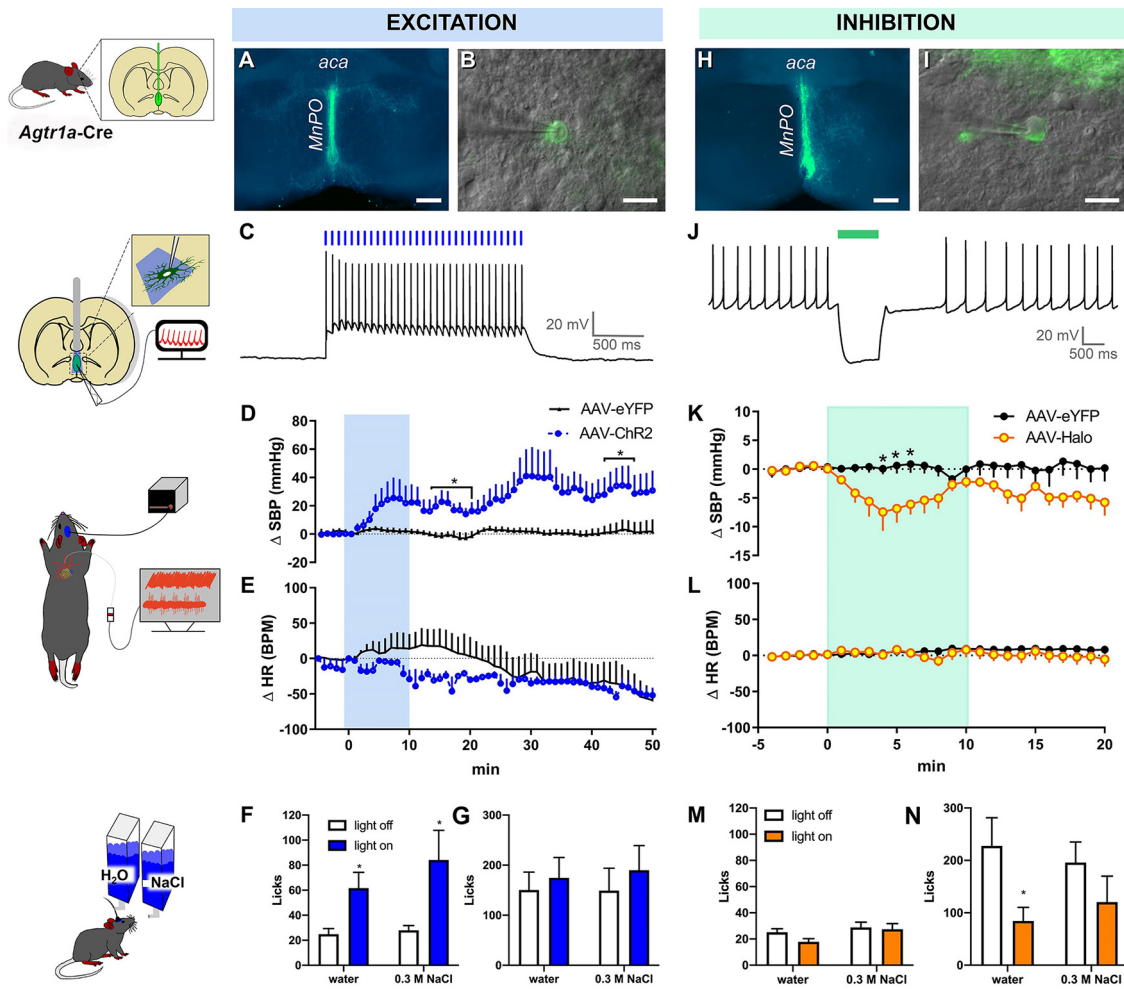 EXCITATION
INHIBITION
Agtr1a-Cre
A
aca
MnPO
B
H
aca
MnPO
I
C
20 mV
500 ms
J
20 mV
500 ms
D
AAV-eYFP
AAV-ChR2
Δ SBP (mmHg)
60
40
20
0
-20
*
*
K
AAV-eYFP
AAV-Halo
Δ SBP (mmHg)
10
5
0
-5
-10
-15
* * *
E
Δ HR (BPM)
100
50
0
-50
-100
0 10 20 30 40 50
min
L
Δ HR (BPM)
100
50
0
-50
-100
-5 0 5 10 15 20
min
H2O
NaCl
F
light off
light on
Licks
120
100
80
60
40
20
0
*
*
water 0.3 M NaCl
G
Licks
300
200
100
0
water 0.3 M NaCl
M
light off
light on
Licks
120
100
80
60
40
20
0
water 0.3 M NaCl
N
Licks
300
200
100
0
*
water 0.3 M NaCl